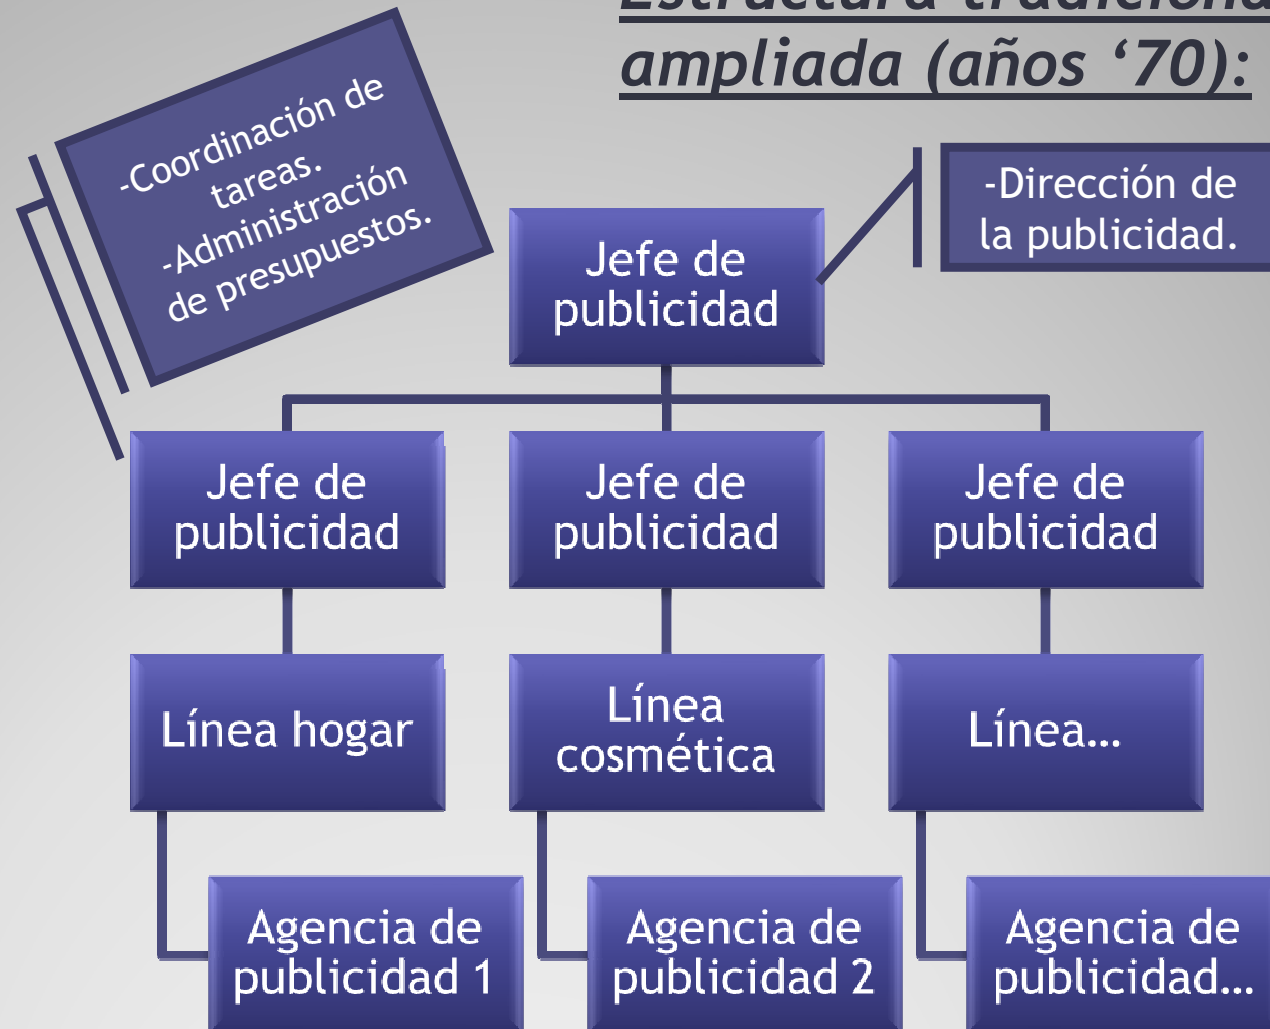 Estructura tradicional
ampliada (años ‘70):
-Coordinación de
tareas.
-Administración
de presupuestos.
-Dirección de
la publicidad.
Jefe de
publicidad
Jefe de
publicidad
Jefe de
publicidad
Jefe de
publicidad
Línea hogar
Línea
cosmética
Línea…
Agencia de
publicidad 1
Agencia de
publicidad 2
Agencia de
publicidad…